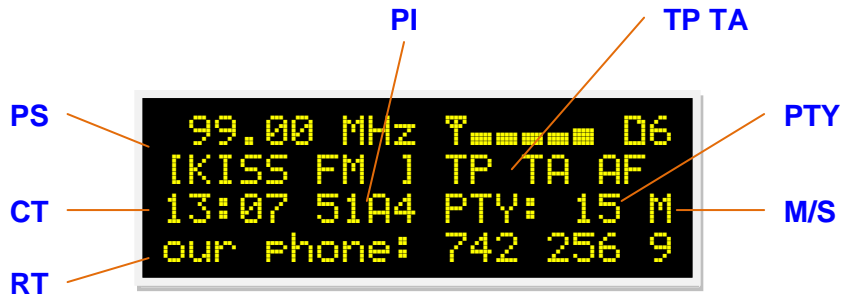 PI
TP TA
PS
PTY
99.00 MHz D6
[KISS FM ] TP TA AF
CT
13:07 51A4 PTY: 15 M
M/S
our phone: 742 256 9
RT